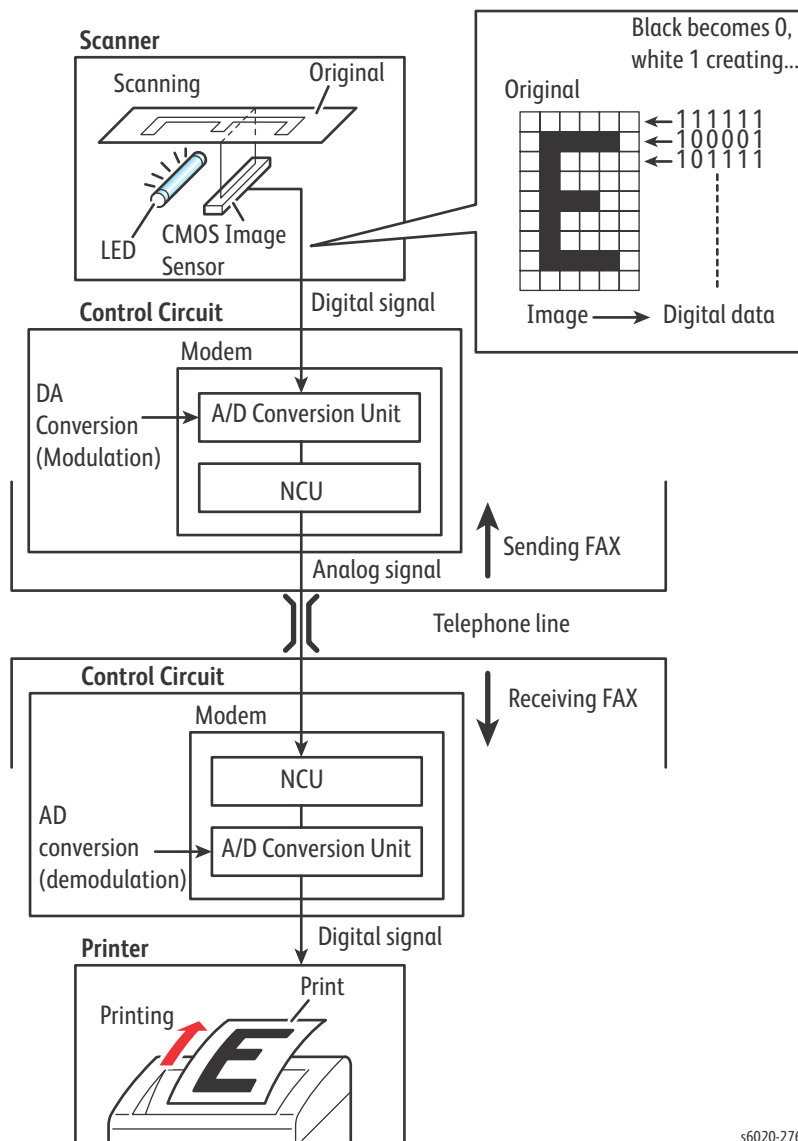 Scanner
Scanning
Original
LED
CMOS Image
Sensor
Black becomes 0,
white 1 creating...
Original
111111
100001
101111
Image
Digital data
Digital signal
Control Circuit
Modem
DA
Conversion
(Modulation)
A/D Conversion Unit
NCU
Sending FAX
Analog signal
Telephone line
Control Circuit
Receiving FAX
Modem
NCU
AD
conversion
(demodulation)
A/D Conversion Unit
Digital signal
Printer
Print
Printing
E
s6020-276